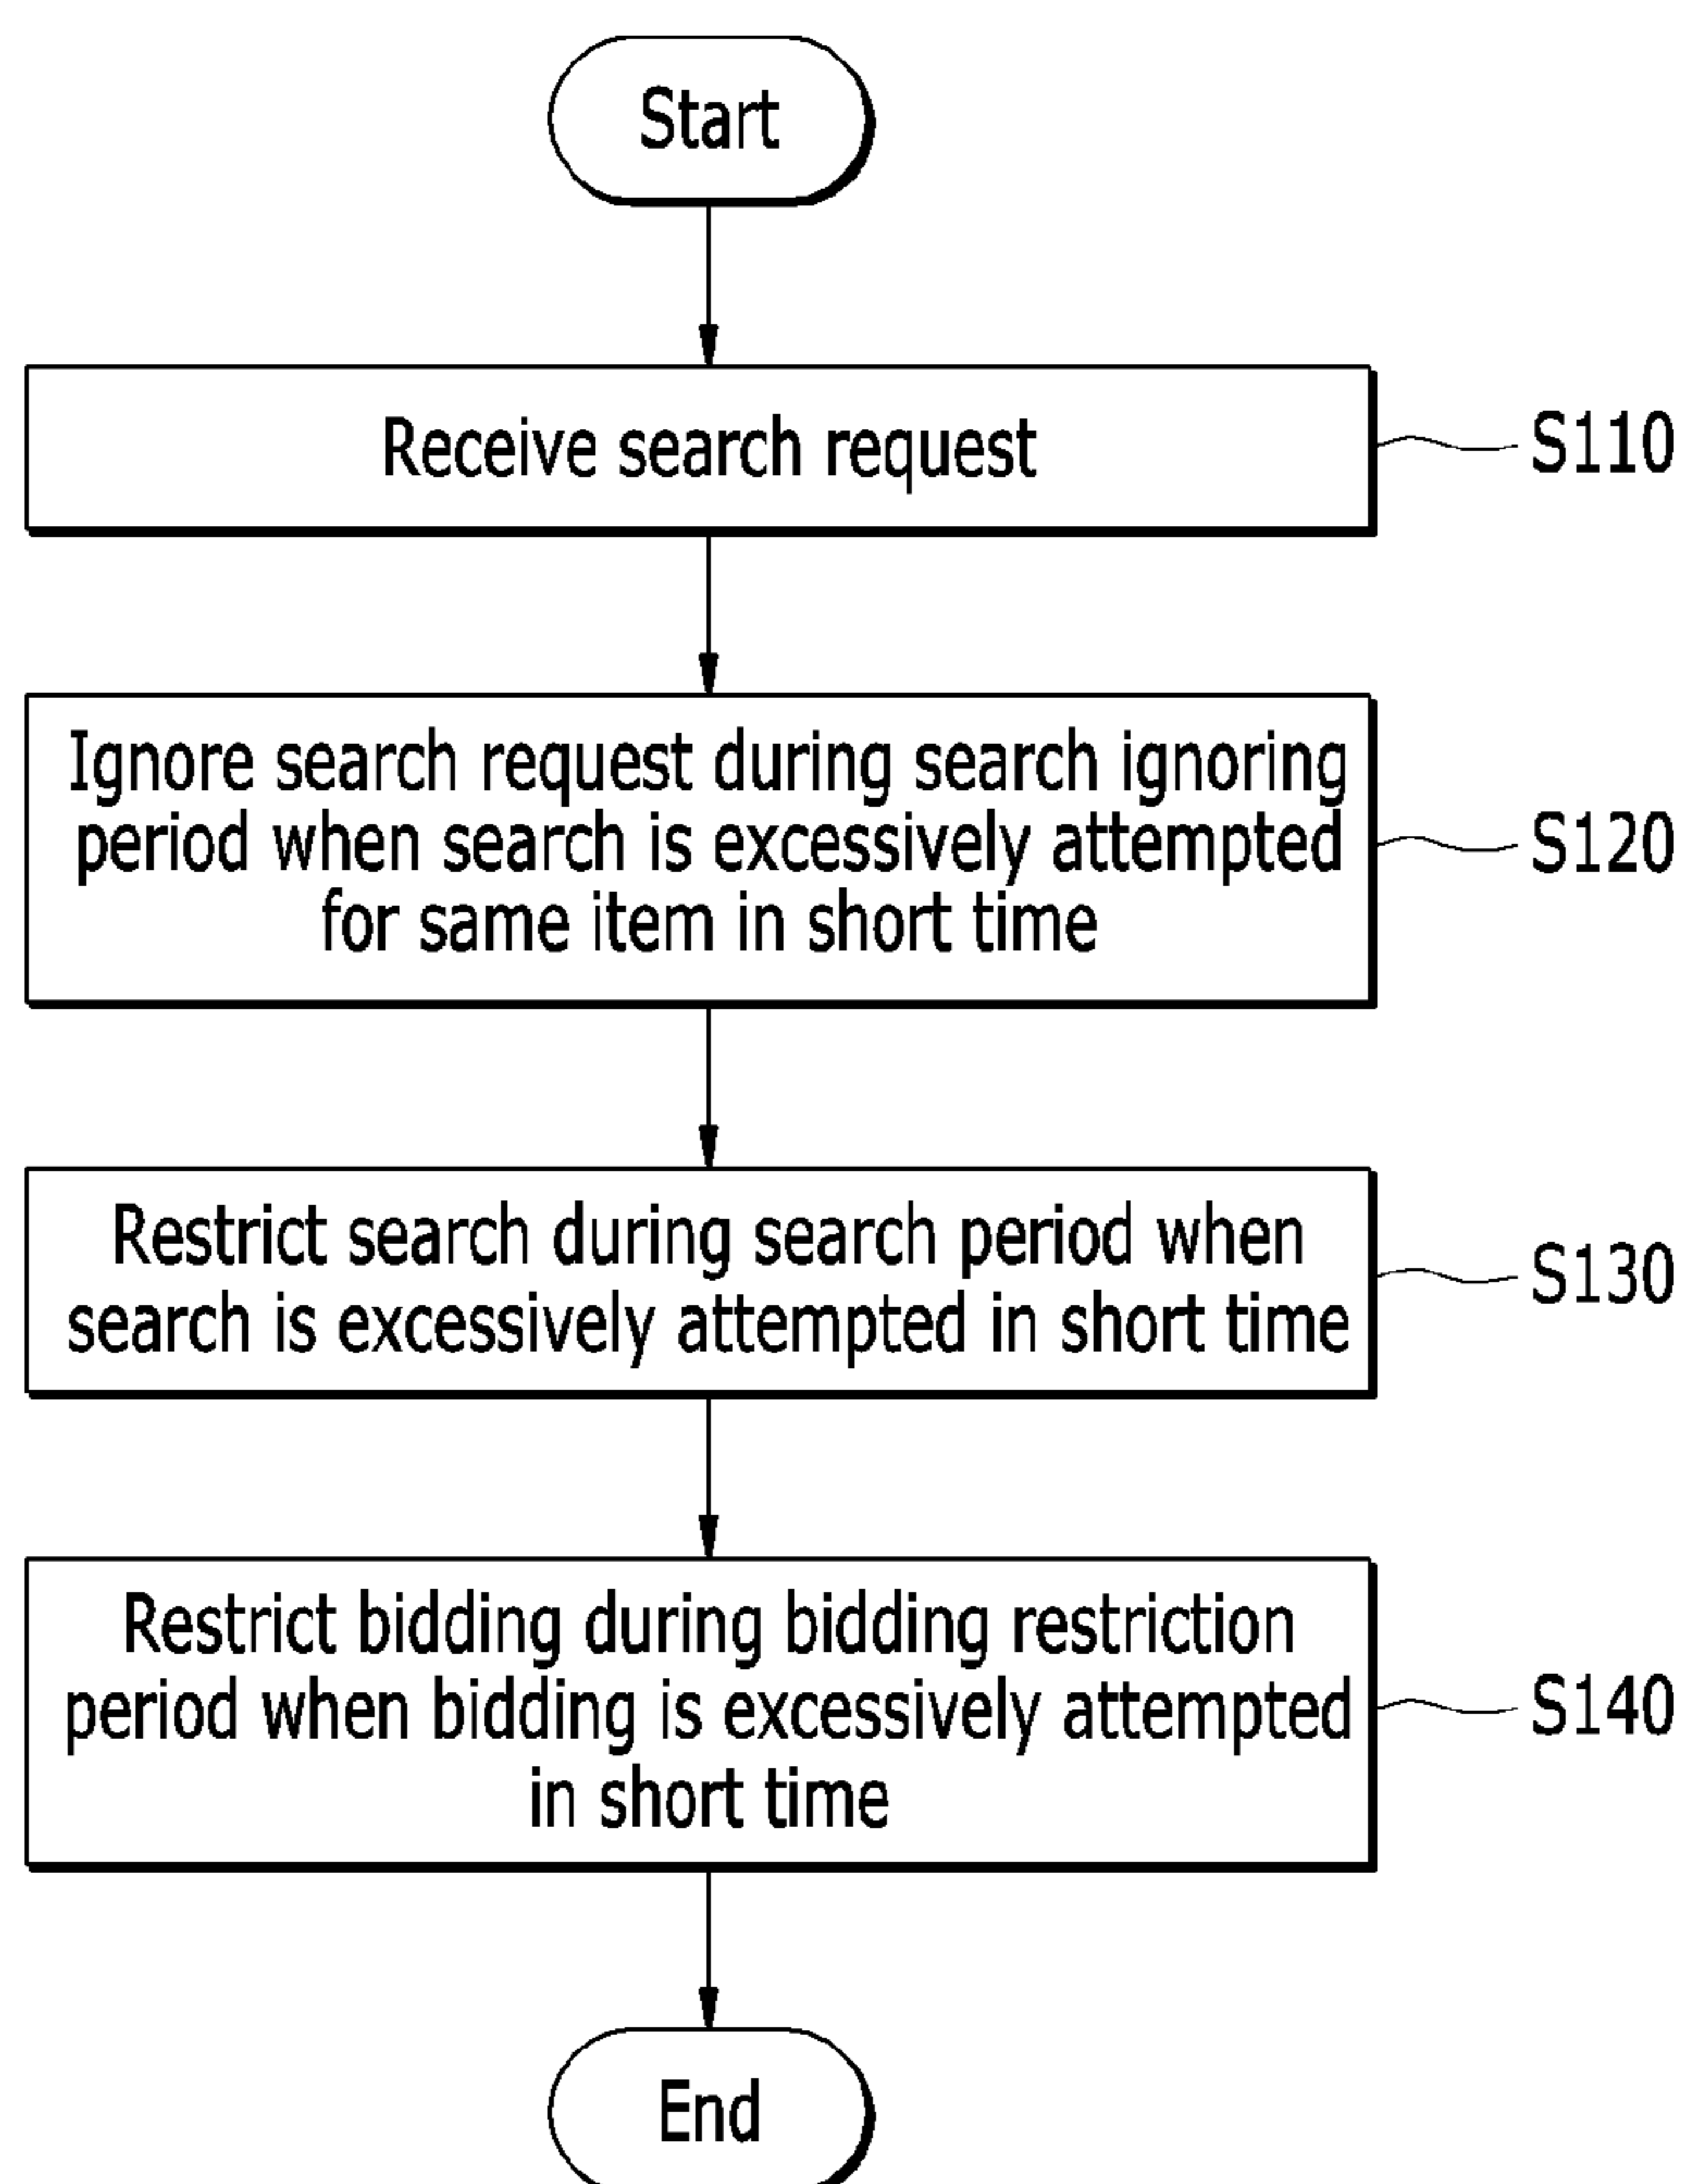 Start
Receive search request
S110
Ignore search request during search ignoring
period when search is excessively attempted
for same item in short time
S120
Restrict search during search period when
search is excessively attempted in short time
S130
Restrict bidding during bidding restriction
period when bidding is excessively attempted
in short time
S140
End